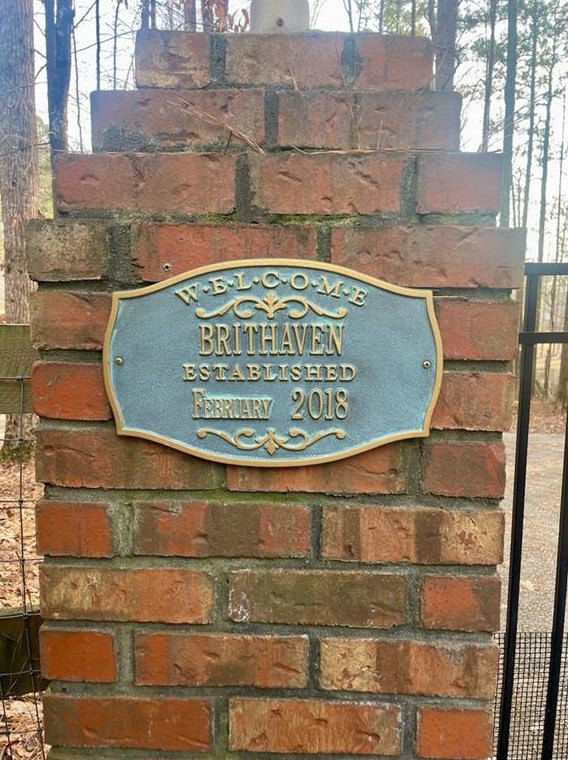 W·E·L·C·O·M·E
BRITHAVEN
ESTABLISHED
FEBRUARY 2018